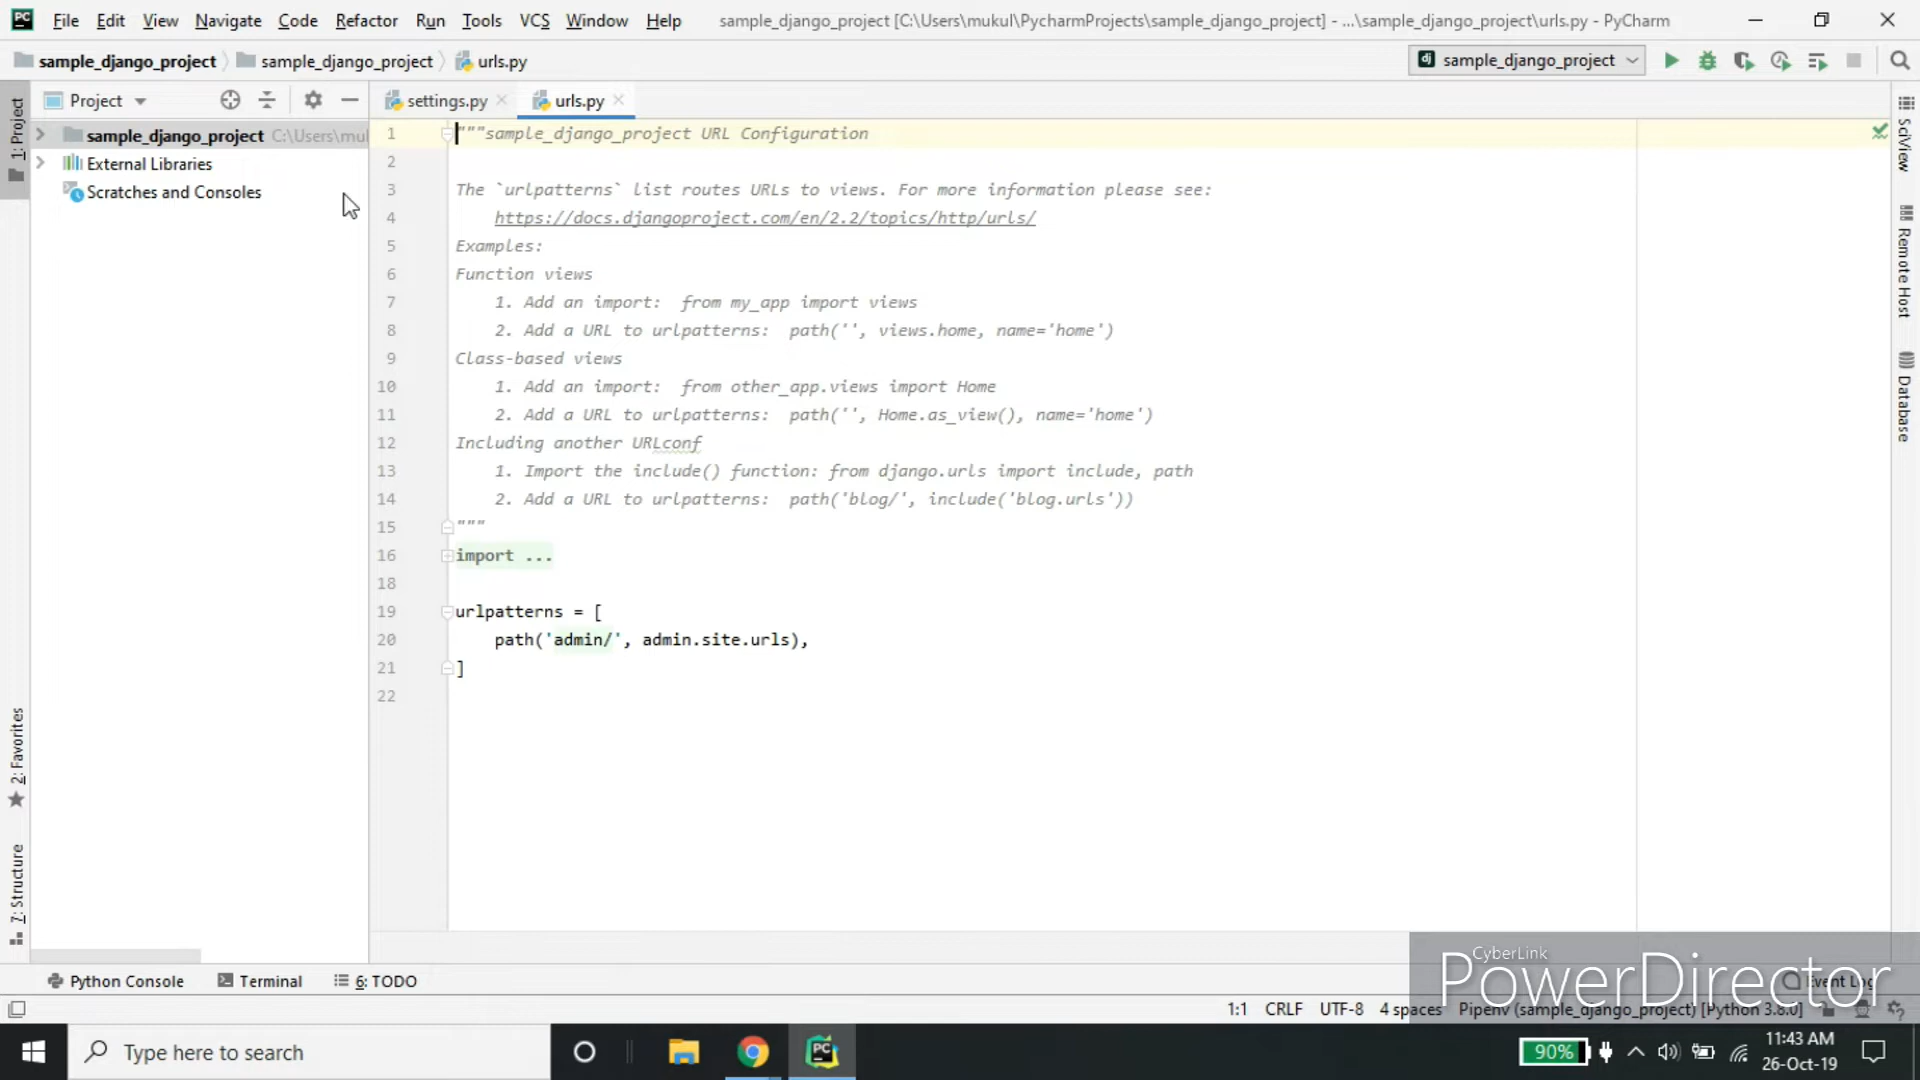 File Edit View Navigate Code Refactor Run Tools VCS Window Help sample_django_project [C:\Users\mukul\PycharmProjects\sample_django_project] - ...\sample_django_project\urls.py - PyCharm
sample_django_project sample_django_project urls.py sample_django_project
Project settings.py urls.py
1: Project
sample_django_project C:\Users\mul
External Libraries
Scratches and Consoles
1 """sample_django_project URL Configuration
2
3 The `urlpatterns` list routes URLs to views. For more information please see:
4 https://docs.djangoproject.com/en/2.2/topics/http/urls/
5 Examples:
6 Function views
7 1. Add an import:  from my_app import views
8 2. Add a URL to urlpatterns:  path('', views.home, name='home')
9 Class-based views
10 1. Add an import:  from other_app.views import Home
11 2. Add a URL to urlpatterns:  path('', Home.as_view(), name='home')
12 Including another URLconf
13 1. Import the include() function: from django.urls import include, path
14 2. Add a URL to urlpatterns:  path('blog/', include('blog.urls'))
15 """
16 import ...
18
19 urlpatterns = [
20 path('admin/', admin.site.urls),
21 ]
22
SciView
Remote Host
Database
2: Favorites
7: Structure
Python Console Terminal 6: TODO Event Log
CyberLink
PowerDirector
1:1 CRLF UTF-8 4 spaces Pipenv (sample_django_project) [Python 3.8.0]
Type here to search
90%
11:43 AM
26-Oct-19